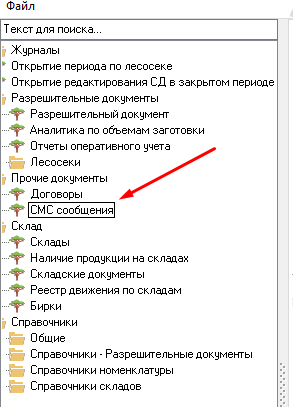 Файл
Текст для поиска...
Журналы
Открытие периода по лесосеке
Открытие редактирования СД в закрытом периоде
Разрешительные документы
Разрешительный документ
Аналитика по объемам заготовки
Отчеты оперативного учета
Лесосеки
Прочие документы
Договоры
СМС сообщения
Склад
Склады
Наличие продукции на складах
Складские документы
Реестр движения по складам
Бирки
Справочники
Общие
Справочники - Разрешительные документы
Справочники номенклатуры
Справочники складов